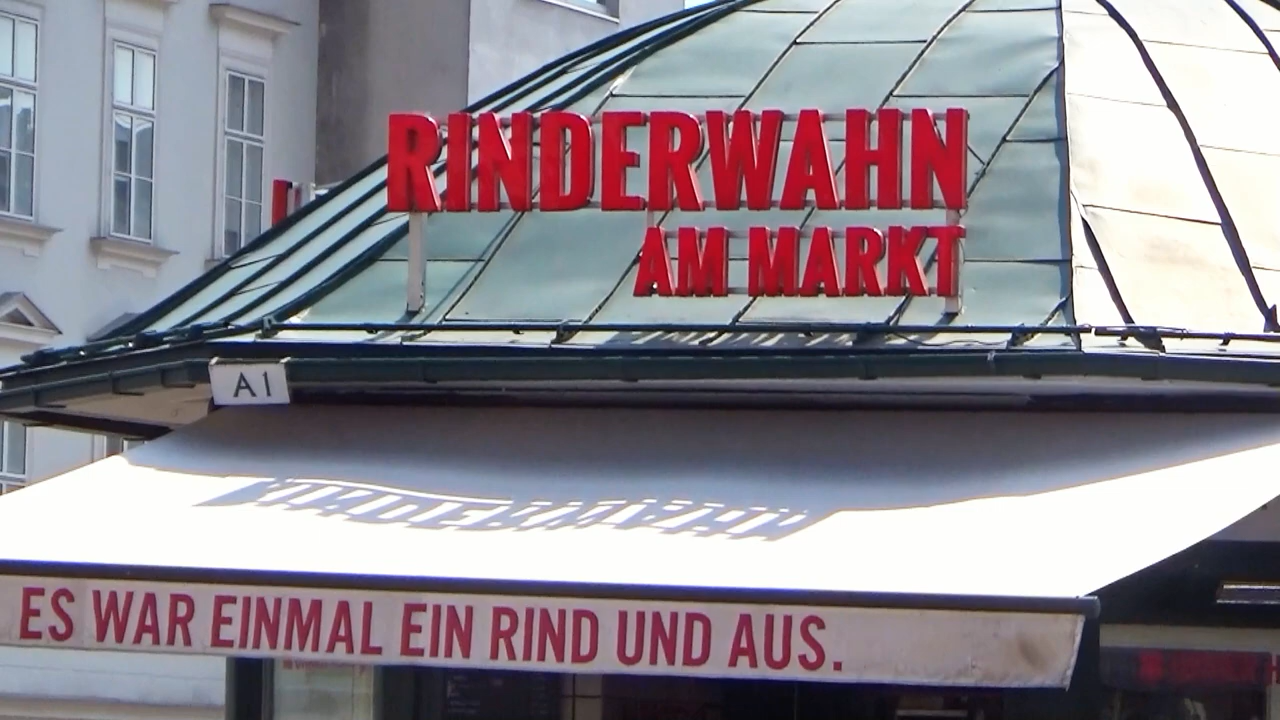 RINDERWAHN
AM MARKT
A1
ES WAR EINMAL EIN RIND UND AUS.